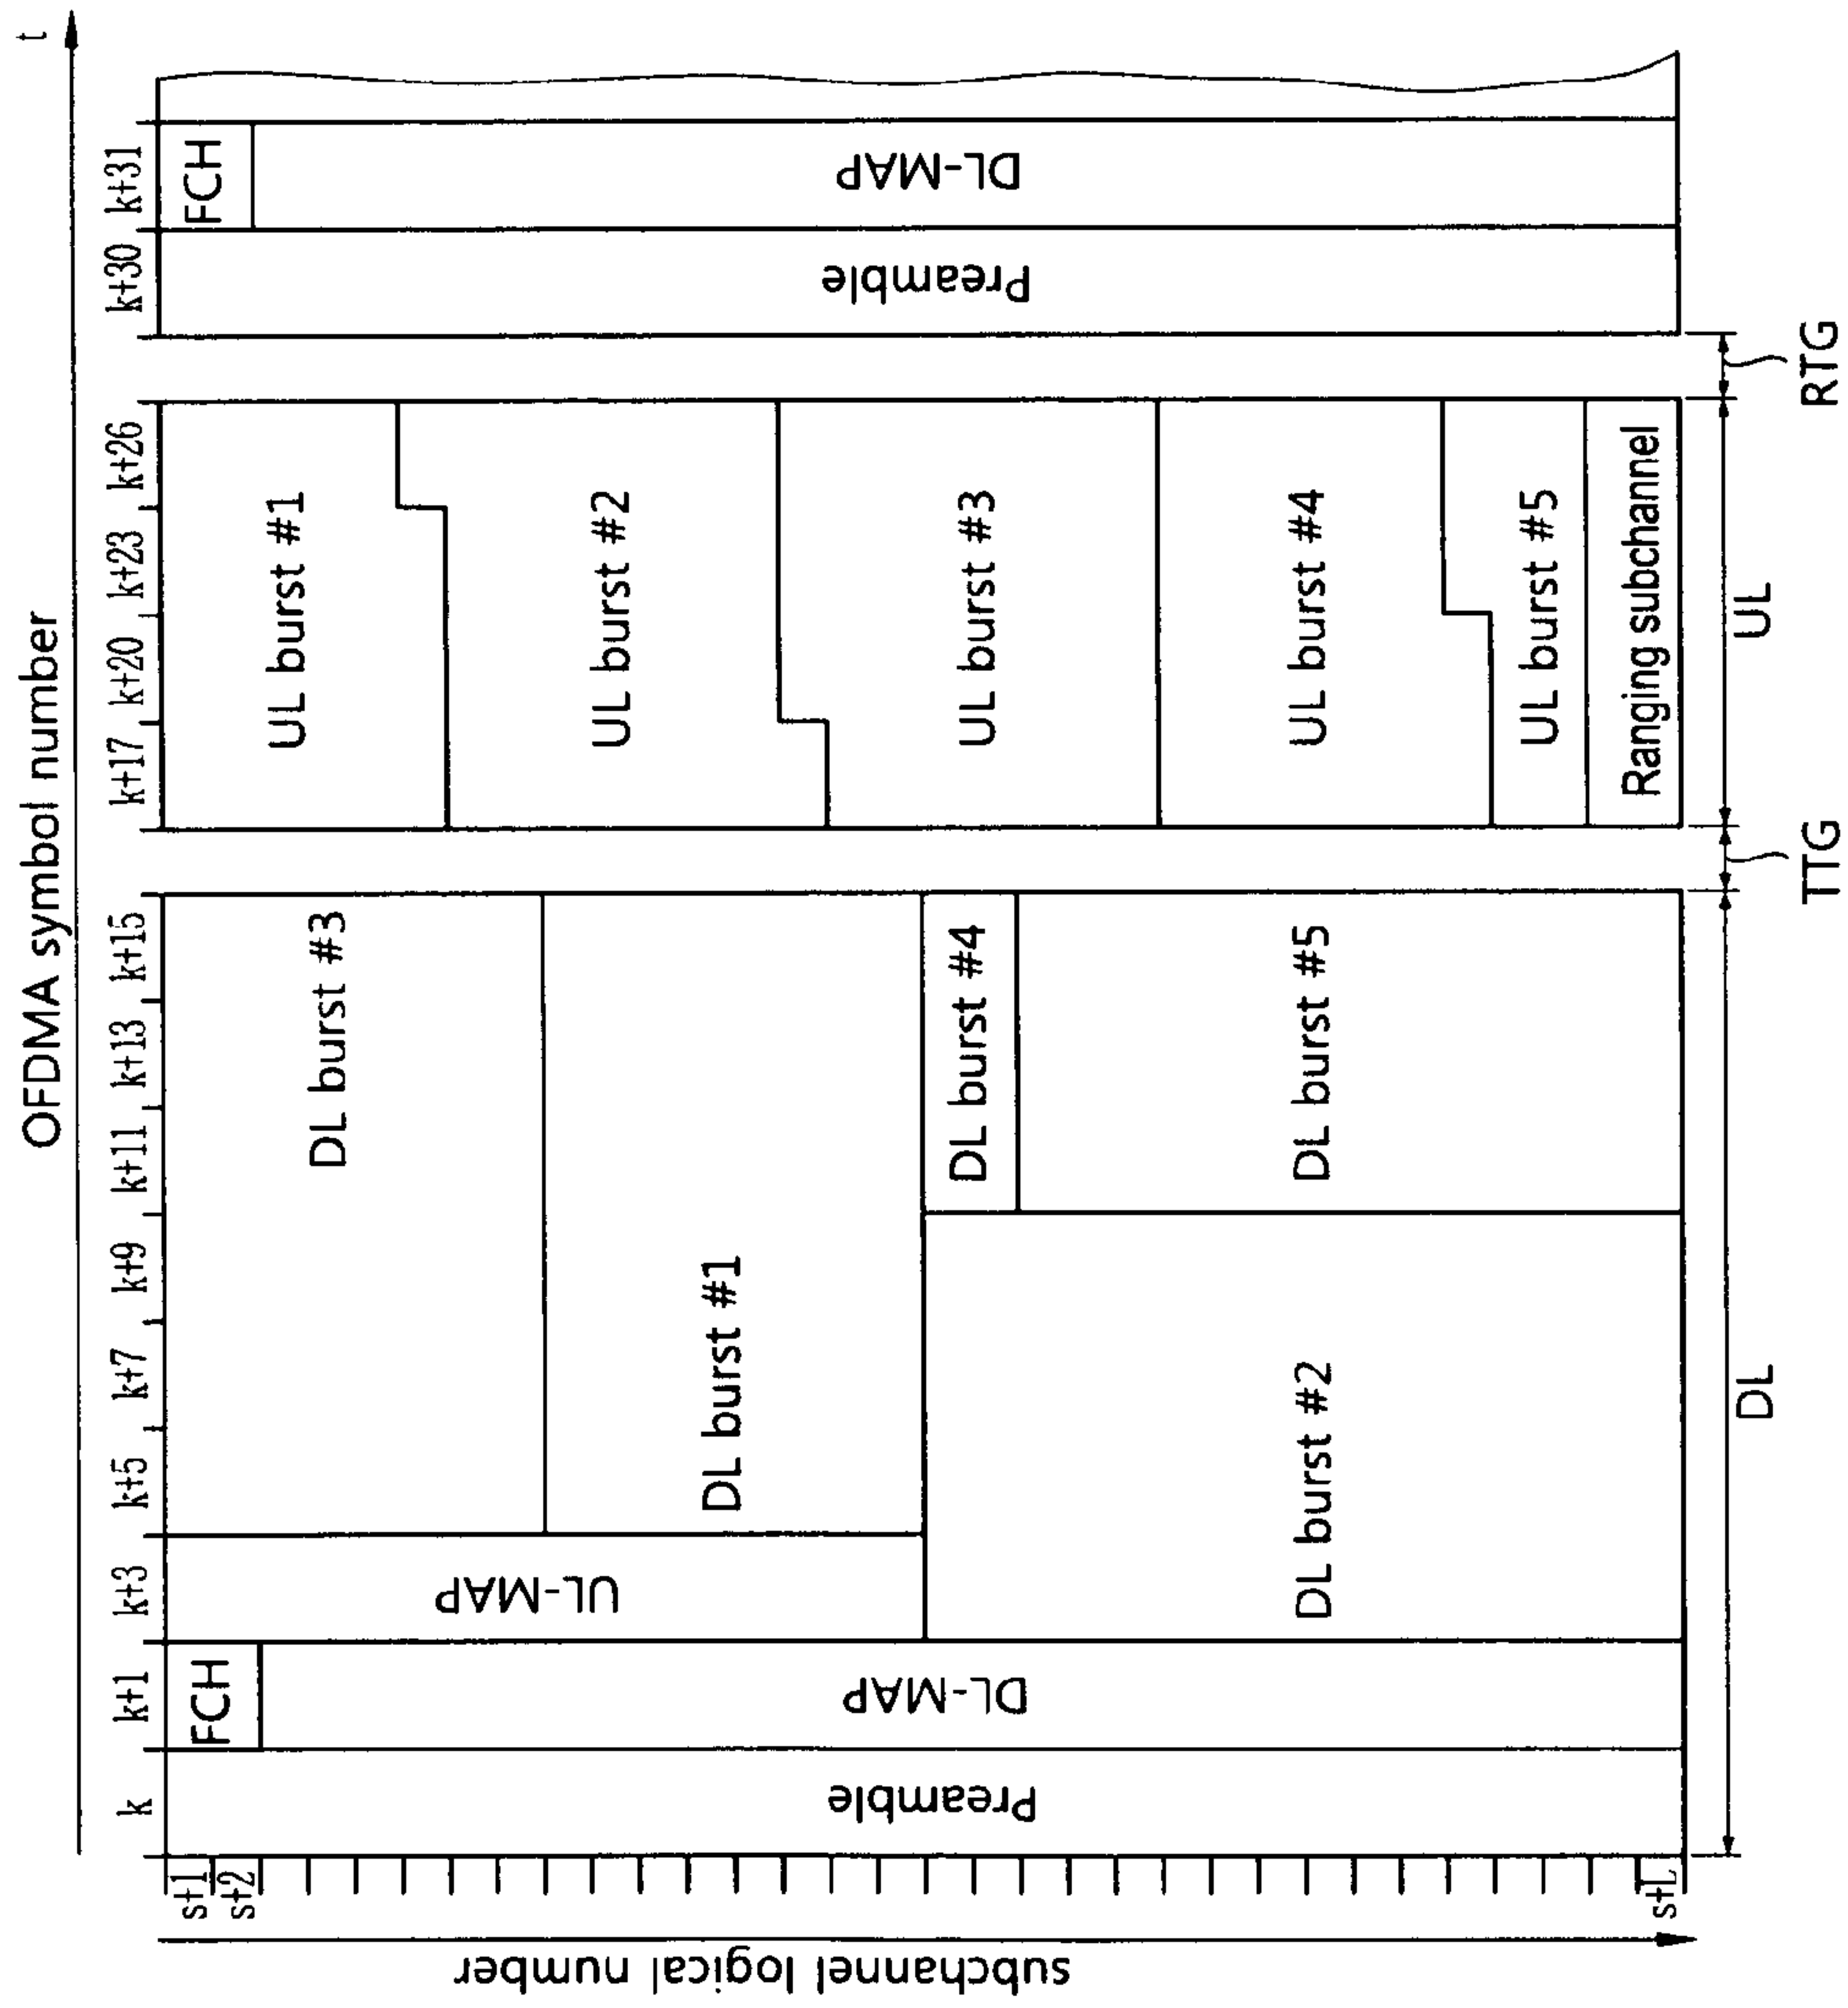 OFDMA symbol number
t
k
k+1
k+3
k+5
k+7
k+9
k+11
k+13
k+15
k+17
k+20
k+23
k+26
k+30
k+31
subchannel logical number
s+1
s+2
s+L
Preamble
FCH
DL-MAP
UL-MAP
DL burst #3
DL burst #1
DL burst #2
DL burst #4
DL burst #5
UL burst #1
UL burst #2
UL burst #3
UL burst #4
UL burst #5
Ranging subchannel
Preamble
FCH
DL-MAP
DL
TTG
UL
RTG